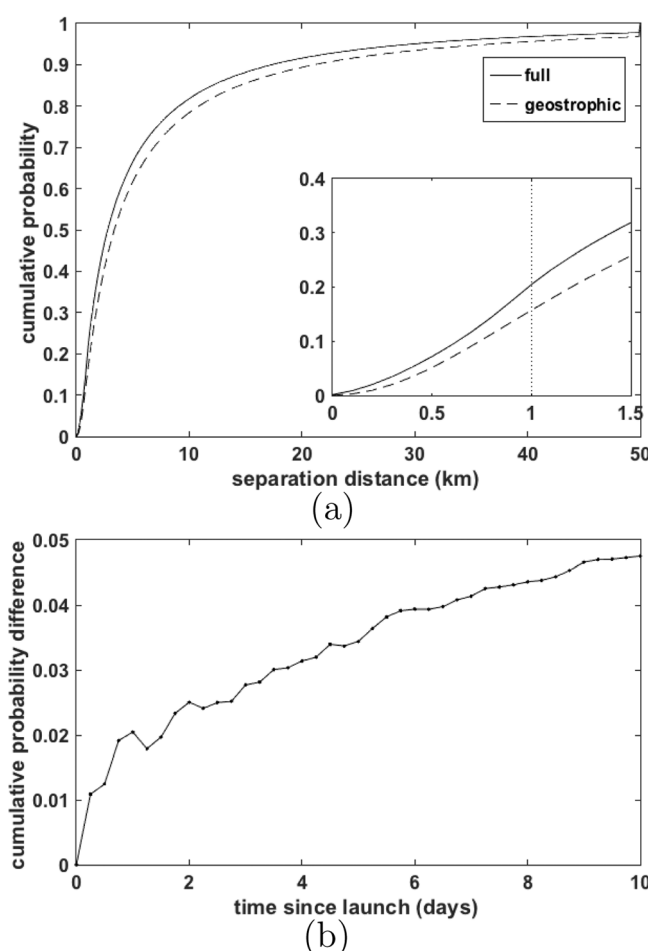 1
0.9
0.8
0.7
0.6
0.5
0.4
0.3
0.2
0.1
0
cumulative probability
full
geostrophic
0.4
0.3
0.2
0.1
0
0 0.5 1 1.5
0 10 20 30 40 50
separation distance (km)
(a)
0.05
0.04
0.03
0.02
0.01
0
cumulative probability difference
0 2 4 6 8 10
time since launch (days)
(b)